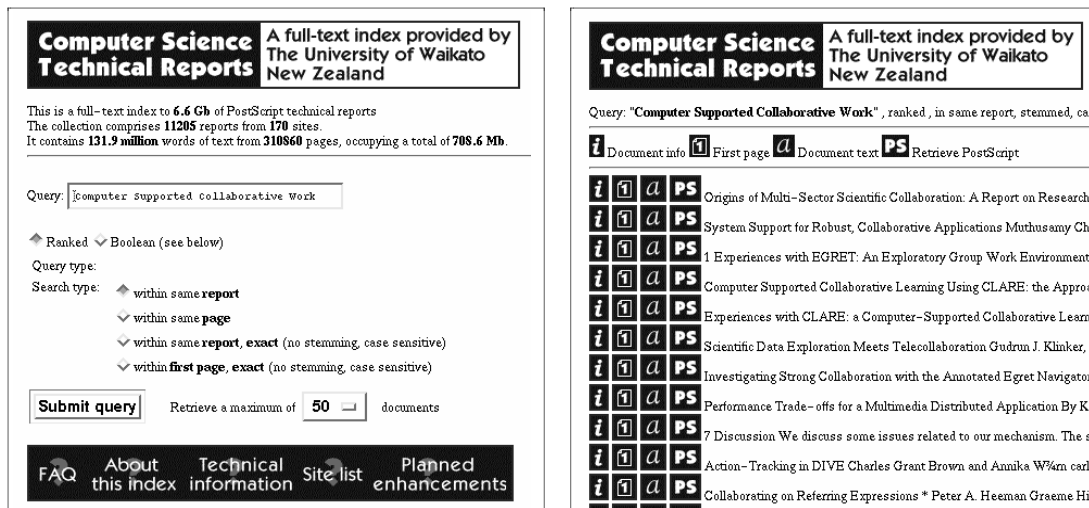 Computer Science
Technical Reports
A full-text index provided by
The University of Waikato
New Zealand
This is a full-text index to 6.6 Gb of PostScript technical reports
The collection comprises 11205 reports from 170 sites.
It contains 131.9 million words of text from 310860 pages, occupying a total of 708.6 Mb.
Query: Computer Supported Collaborative Work
Ranked Boolean (see below)
Query type:
Search type: within same report
within same page
within same report, exact (no stemming, case sensitive)
within first page, exact (no stemming, case sensitive)
Submit query Retrieve a maximum of 50 documents
FAQ About this index Technical information Site list Planned enhancements
Computer Science
Technical Reports
A full-text index provided by
The University of Waikato
New Zealand
Query: "Computer Supported Collaborative Work" , ranked , in same report, stemmed, ca
i Document info 1 First page a Document text PS Retrieve PostScript
i 1 a PS Origins of Multi-Sector Scientific Collaboration: A Report on Research
i 1 a PS System Support for Robust, Collaborative Applications Muthusamy Ch
i 1 a PS 1 Experiences with EGRET: An Exploratory Group Work Environment
i 1 a PS Computer Supported Collaborative Learning Using CLARE: the Approa
i 1 a PS Experiences with CLARE: a Computer-Supported Collaborative Learn
i 1 a PS Scientific Data Exploration Meets Telecollaboration Gudrun J. Klinker,
i 1 a PS Investigating Strong Collaboration with the Annotated Egret Navigator
i 1 a PS Performance Trade-offs for a Multimedia Distributed Application By K
i 1 a PS 7 Discussion We discuss some issues related to our mechanism. The s
i 1 a PS Action-Tracking in DIVE Charles Grant Brown and Annika W¾rn carl
i 1 a PS Collaborating on Referring Expressions * Peter A. Heeman Graeme Hi